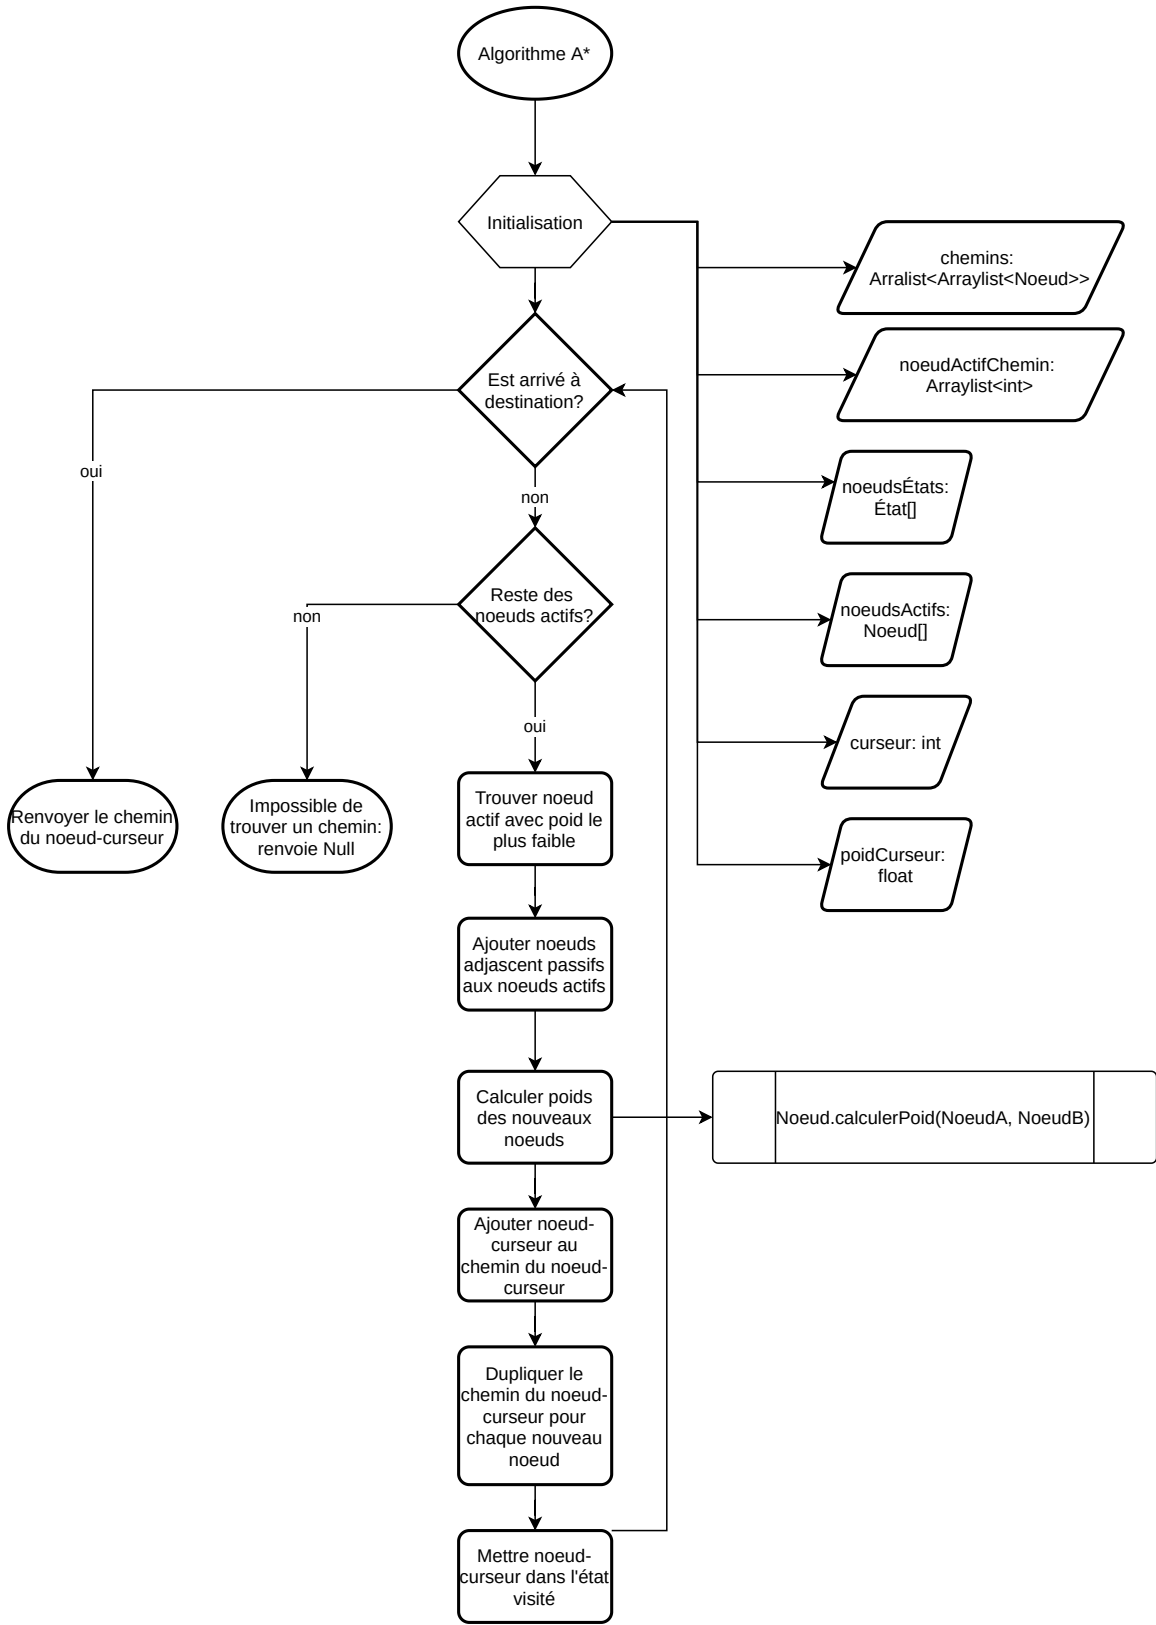 Algorithme A*
Initialisation
chemins:
Arralist<Arraylist<Noeud>>
noeudActifChemin:
Arraylist<int>
Est arrivé à
destination?
oui
noeudsÉtats:
État[]
non
Reste des
noeuds actifs?
non
noeudsActifs:
Noeud[]
oui
curseur: int
Renvoyer le chemin
du noeud-curseur
Impossible de
trouver un chemin:
renvoie Null
Trouver noeud
actif avec poid le
plus faible
poidCurseur:
float
Ajouter noeuds
adjascent passifs
aux noeuds actifs
Calculer poids
des nouveaux
noeuds
Noeud.calculerPoid(NoeudA, NoeudB)
Ajouter noeud-
curseur au
chemin du noeud-
curseur
Dupliquer le
chemin du noeud-
curseur pour
chaque nouveau
noeud
Mettre noeud-
curseur dans l'état
visité